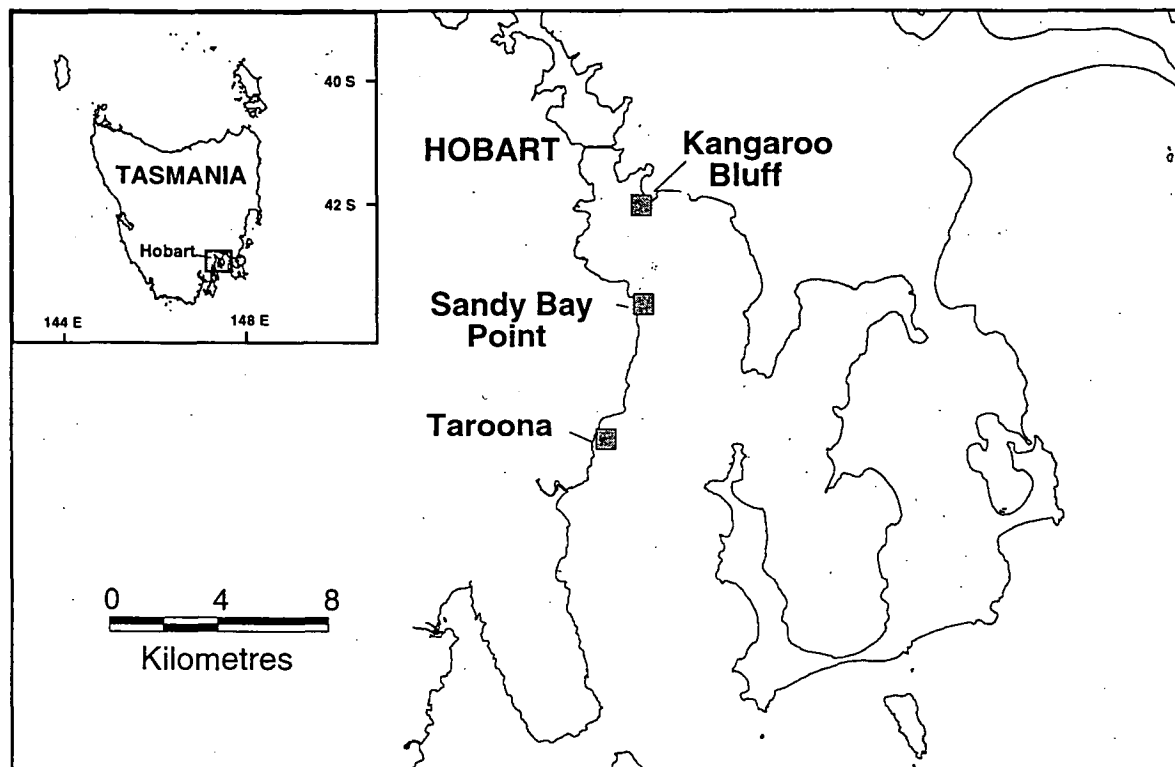 40 S
TASMANIA
42 S
Hobart
144 E
148 E
HOBART
Kangaroo
Bluff
Sandy Bay
Point
Taroona
0 4 8
Kilometres